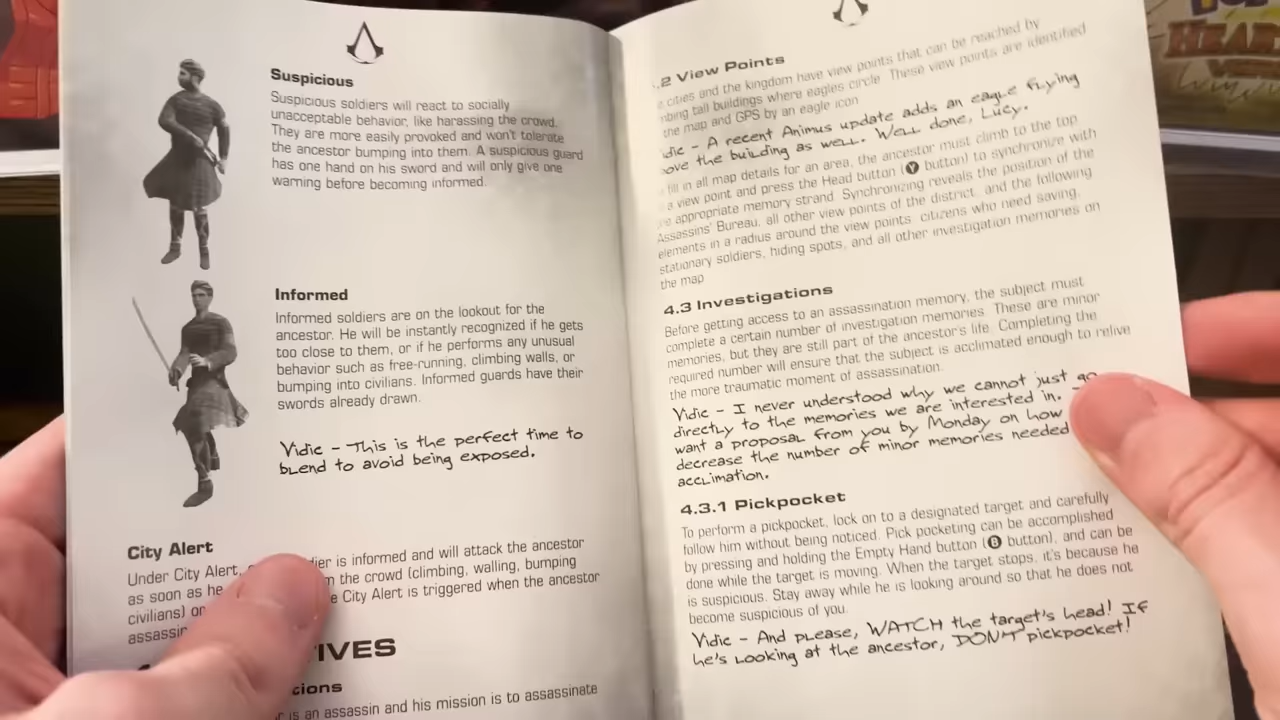 Suspicious
Suspicious soldiers will react to socially
unacceptable behavior, like harassing the crowd.
They are more easily provoked and won't tolerate
the ancestor bumping into them. A suspicious guard
has one hand on his sword and will only give one
warning before becoming informed.
Informed
Informed soldiers are on the lookout for the
ancestor. He will be instantly recognized if he gets
too close to them, or if he performs any unusual
behavior such as free-running, climbing walls, or
bumping into civilians. Informed guards have their
swords already drawn.
Vidic - This is the perfect time to
blend to avoid being exposed.
City Alert
Under City Alert, is informed and will attack the ancestor
as soon as he the crowd (climbing, walling, bumping
civilians) or City Alert is triggered when the ancestor
IVES
is an assassin and his mission is to assassinate
.2 View Points
cities and the kingdom have view points that can be reached by
tall buildings where eagles circle. These view points are identified
the map and GPS by an eagle icon
- A recent Animus update adds an eagle flying
the building as well. Well done, Lucy.
fill in all map details for an area, the ancestor must climb to the top
a view point and press the Head button (Y button) to synchronize with
appropriate memory strand. Synchronizing reveals the position of the
Assassins' Bureau, all other view points of the district, and the following
elements in a radius around the view points: citizens who need saving,
stationary soldiers, hiding spots, and all other investigation memories on
the map
4.3 Investigations
Before getting access to an assassination memory, the subject must
complete a certain number of investigation memories. These are minor
memories, but they are still part of the ancestor's life. Completing the
required number will ensure that the subject is acclimated enough to relive
the more traumatic moment of assassination.
Vidic - I never understood why we cannot just go
directly to the memories we are interested in.
want a proposal from you by Monday on how
decrease the number of minor memories needed
acclimation.
4.3.1 Pickpocket
To perform a pickpocket, lock on to a designated target and carefully
follow him without being noticed. Pick pocketing can be accomplished
by pressing and holding the Empty Hand button (B button), and can be
done while the target is moving. When the target stops, it's because he
is suspicious. Stay away while he is looking around so that he does not
become suspicious of you.
Vidic - And please, WATCH the target's head! If
he's looking at the ancestor, DON'T pickpocket!